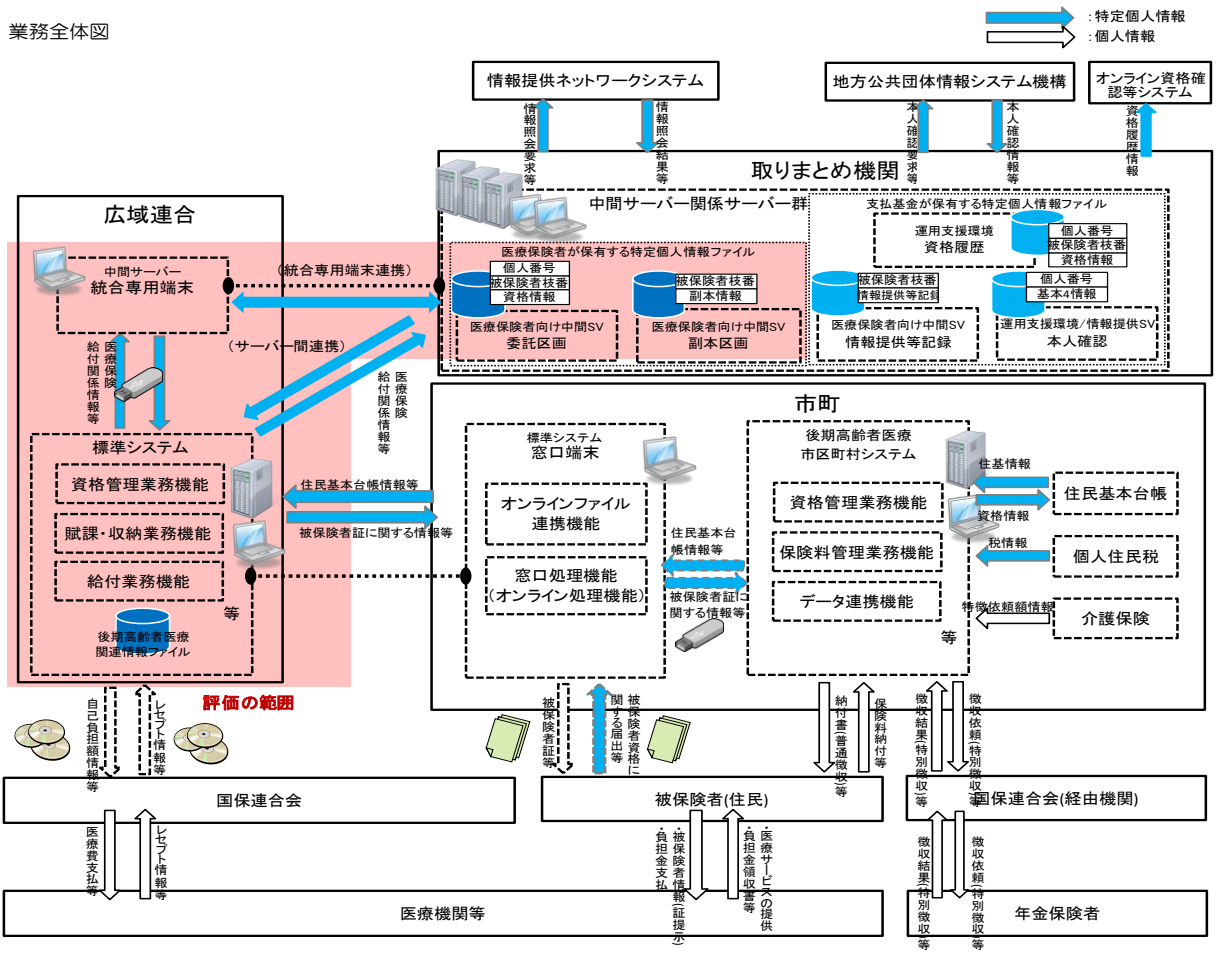 業務全体図
：特定個人情報
：個人情報
情報提供ネットワークシステム
地方公共団体情報システム機構
オンライン資格確
認等システム
情報照会要求等
情報照会結果等
本人確認要求等
本人確認情報等
資格履歴情報
取りまとめ機関
中間サーバー関係サーバー群
支払基金が保有する特定個人情報ファイル
運用支援環境
資格履歴
個人番号
被保険者枝番
資格情報
医療保険者が保有する特定個人情報ファイル
個人番号
被保険者枝番
資格情報
被保険者枝番
副本情報
被保険者枝番
情報提供等記録
個人番号
基本4情報
医療保険者向け中間SV
委託区画
医療保険者向け中間SV
副本区画
医療保険者向け中間SV
情報提供等記録
運用支援環境/情報提供SV
本人確認
広域連合
中間サーバー
統合専用端末
（統合専用端末連携）
（サーバー間連携）
医療保険
給付関係情報等
医療保険
給付関係情報等
標準システム
資格管理業務機能
賦課・収納業務機能
給付業務機能
等
後期高齢者医療
関連情報ファイル
評価の範囲
住民基本台帳情報等
被保険者証に関する情報等
市町
標準システム
窓口端末
オンラインファイル
連携機能
窓口処理機能
（オンライン処理機能）
住民基本台
帳情報等
被保険者証に
関する情報等
後期高齢者医療
市区町村システム
資格管理業務機能
保険料管理業務機能
データ連携機能
等
住基情報
資格情報
税情報
特徴依頼額情報
住民基本台帳
個人住民税
介護保険
自己負担額情報等
レセプト情報等
被保険者証等
被保険者資格に
関する届出等
納付書(普通徴収)等
保険料納付等
徴収結果(特別徴収)等
徴収依頼(特別徴収)等
国保連合会
被保険者(住民)
国保連合会(経由機関)
医療費支払等
レセプト情報等
・被保険者情報(証提示)
・負担金支払
・医療サービスの提供
・負担金領収書等
徴収結果(特別徴収)等
徴収依頼(特別徴収)等
医療機関等
年金保険者